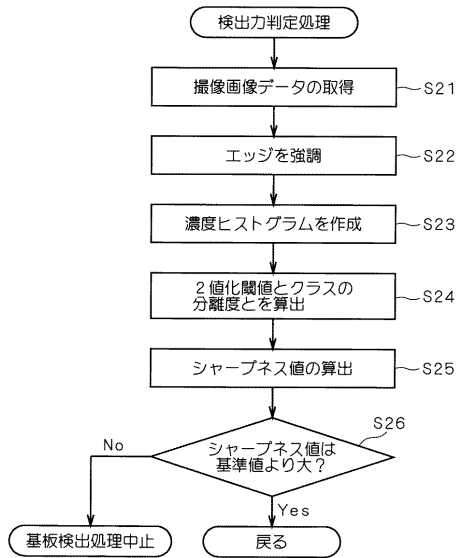 検出力判定処理
撮像画像データの取得
S21
エッジを強調
S22
濃度ヒストグラムを作成
S23
2値化閾値とクラスの
分離度とを算出
S24
シャープネス値の算出
S25
S26
シャープネス値は
基準値より大?
No
Yes
基板検出処理中止
戻る